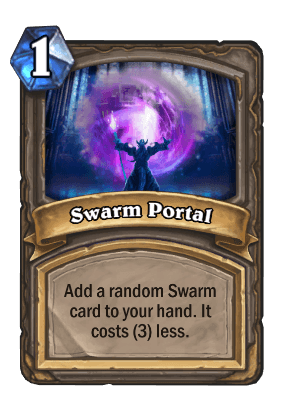 1
Swarm Portal
Add a random Swarm
card to your hand. It
costs (3) less.